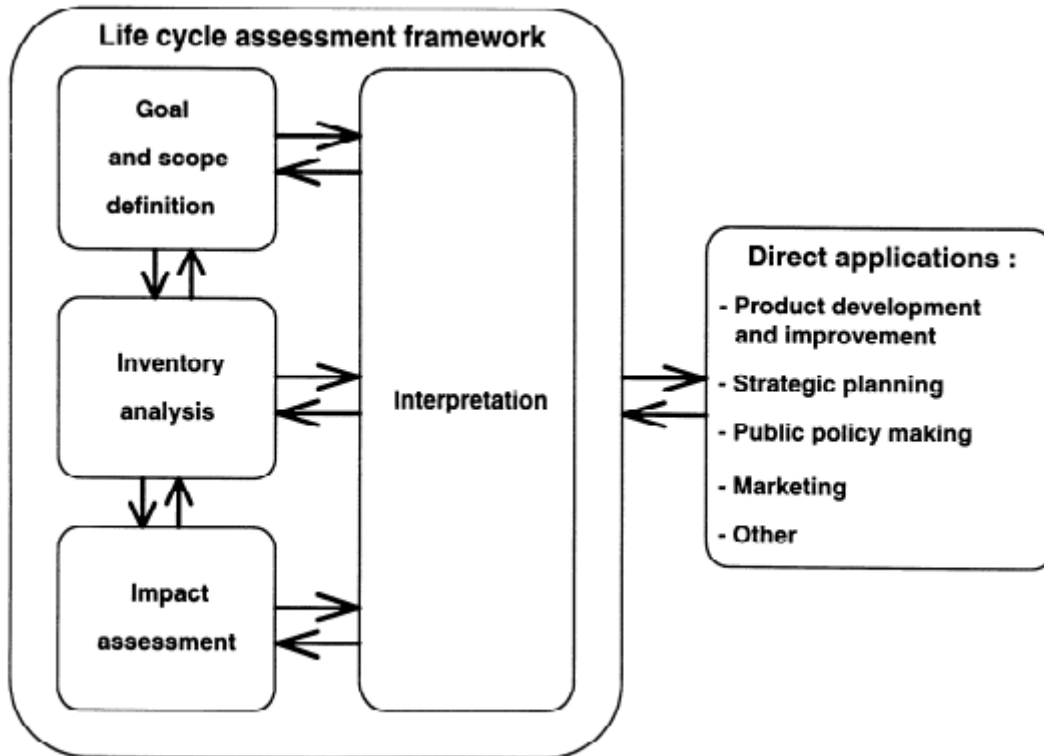 Life cycle assessment framework
Goal
and scope
definition
Inventory
analysis
Impact
assessment
Interpretation
Direct applications :
- Product development
and improvement
- Strategic planning
- Public policy making
- Marketing
- Other